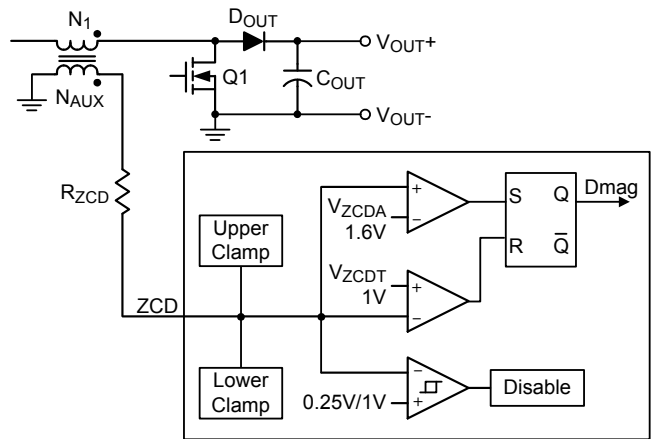 N1
DOUT
VOUT+
Q1
COUT
NAUX
VOUT-
RZCD
Upper
Clamp
+
VZCDA
−
1.6V
S
Q
Dmag
R
Q̅
VZCDT
+
1V
−
ZCD
Lower
Clamp
−
0.25V/1V
+
Disable